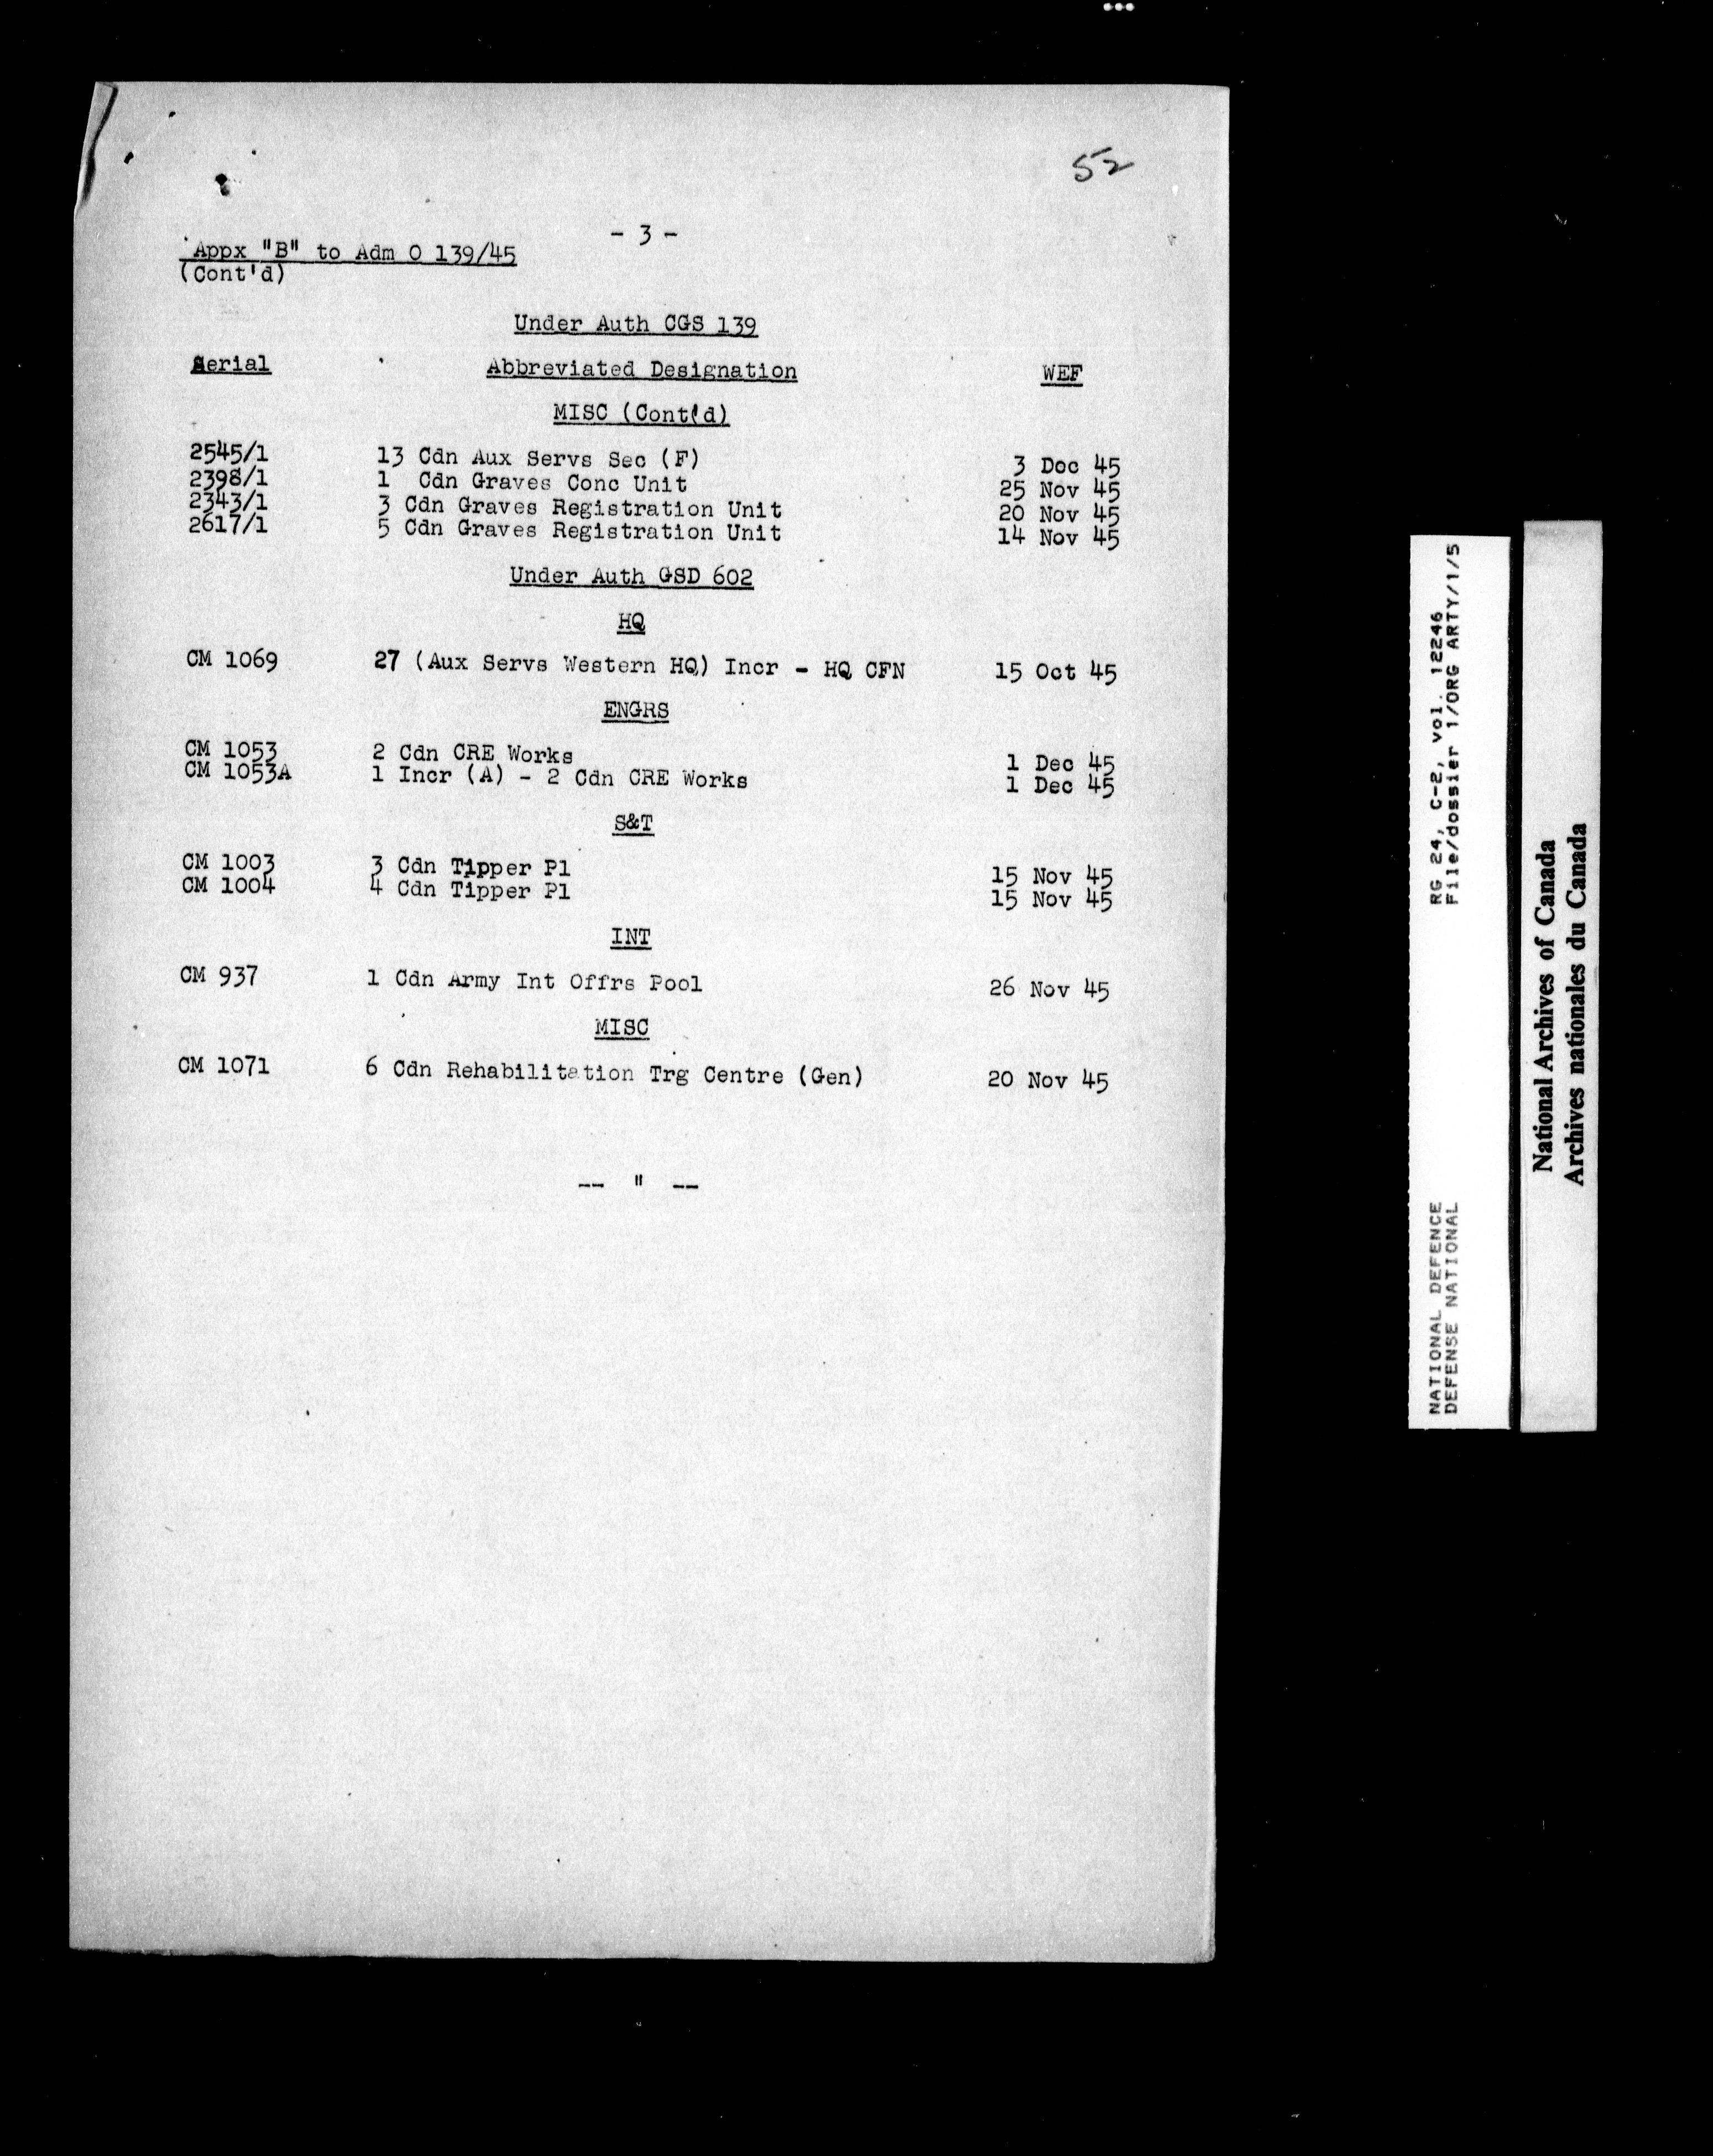 52
- 3 -
Appx "B" to Adm O 139/45
(Cont'd)
Under Auth CGS 139
Serial Abbreviated Designation WEF
MISC (Cont'd)
2545/1 13 Cdn Aux Servs Sec (F) 3 Dec 45
2398/1 1 Cdn Graves Conc Unit 25 Nov 45
2343/1 3 Cdn Graves Registration Unit 20 Nov 45
2617/1 5 Cdn Graves Registration Unit 14 Nov 45
Under Auth GSD 602
HQ
CM 1069 27 (Aux Servs Western HQ) Incr - HQ CFN 15 Oct 45
ENGRS
CM 1053 2 Cdn CRE Works 1 Dec 45
CM 1053A 1 Incr (A) - 2 Cdn CRE Works 1 Dec 45
S&T
CM 1003 3 Cdn Tipper Pl 15 Nov 45
CM 1004 4 Cdn Tipper Pl 15 Nov 45
INT
CM 937 1 Cdn Army Int Offrs Pool 26 Nov 45
MISC
CM 1071 6 Cdn Rehabilitation Trg Centre (Gen) 20 Nov 45
-- " --
NATIONAL DEFENCE RG 24, C-2, vol. 12246
DEFENSE NATIONAL File/dossier 1/ORG ARTY/1/5
National Archives of Canada
Archives nationales du Canada